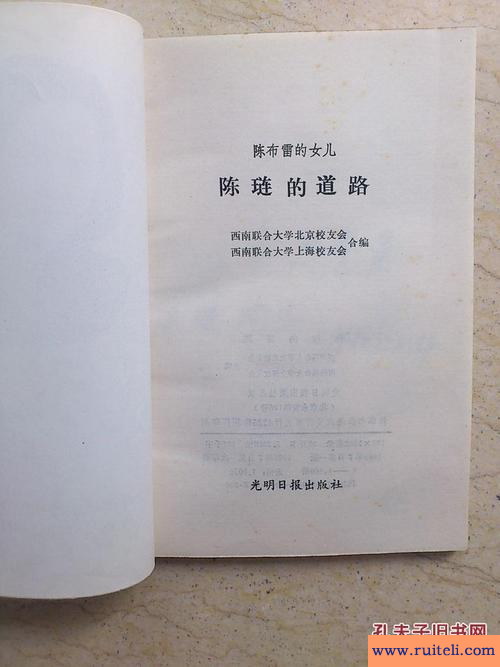 陈布雷的女儿
陈琏的道路
西南联合大学北京校友会
西南联合大学上海校友会
合编
光明日报出版社
孔夫子旧书网
www.ruiteli.com